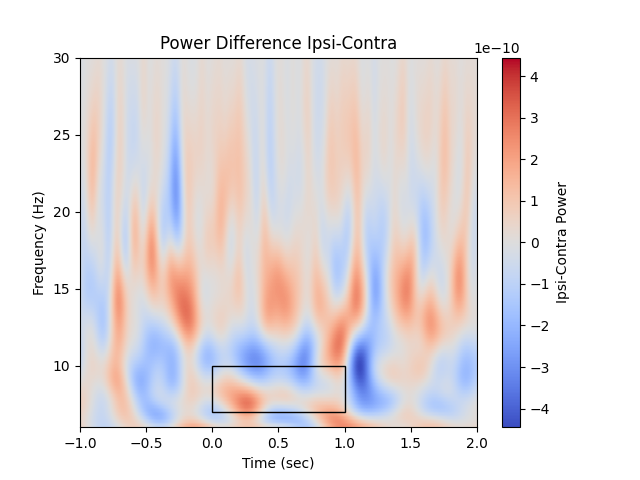 Power Difference Ipsi-Contra
1e−10
30
25
20
15
10
Frequency (Hz)
−1.0 −0.5 0.0 0.5 1.0 1.5 2.0
Time (sec)
4
3
2
1
0
−1
−2
−3
−4
Ipsi-Contra Power